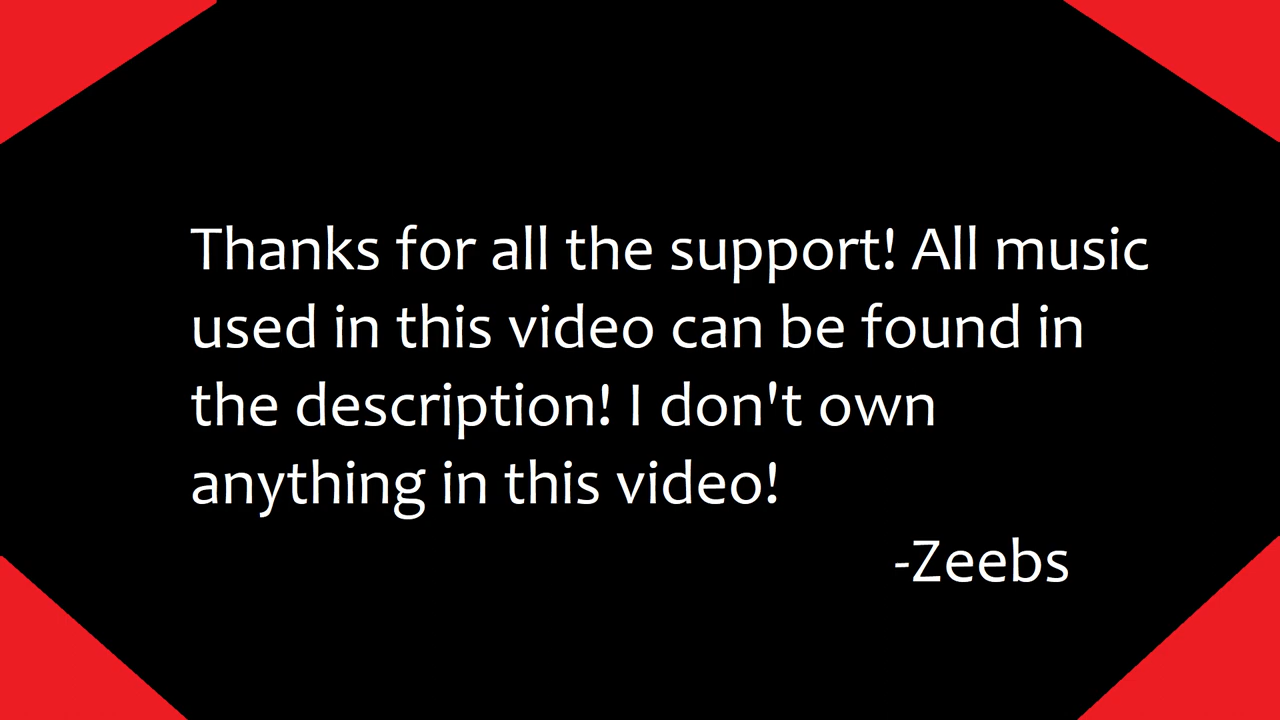 Thanks for all the support! All music
used in this video can be found in
the description! I don't own
anything in this video!
-Zeebs